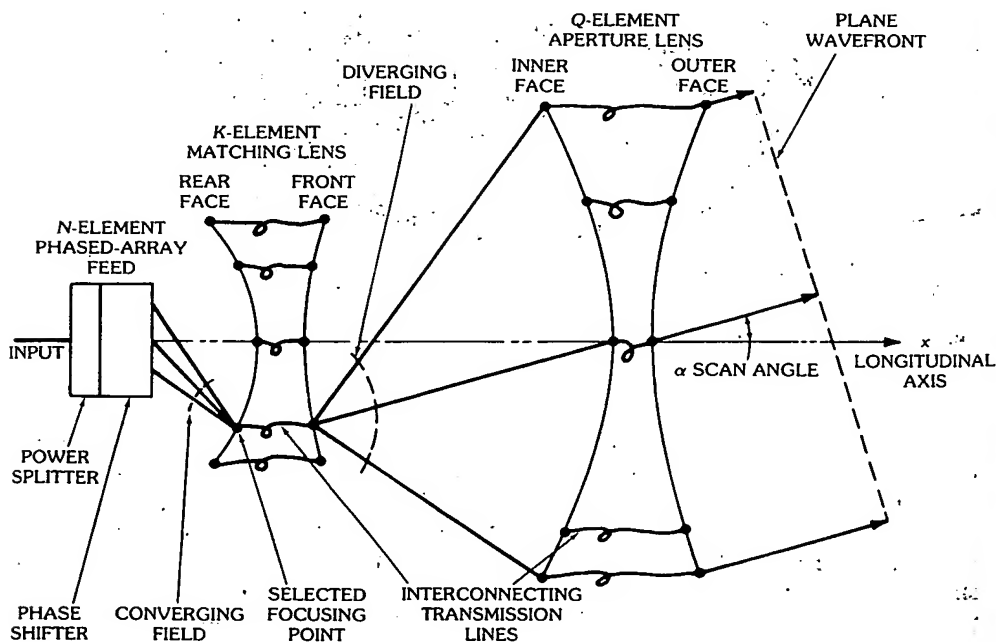 Q-ELEMENT
APERTURE LENS
PLANE
WAVEFRONT
DIVERGING
FIELD
INNER
FACE
OUTER
FACE
K-ELEMENT
MATCHING LENS
REAR
FACE
FRONT
FACE
N-ELEMENT
PHASED-ARRAY
FEED
INPUT
x
LONGITUDINAL
AXIS
α SCAN ANGLE
POWER
SPLITTER
PHASE
SHIFTER
CONVERGING
FIELD
SELECTED
FOCUSING
POINT
INTERCONNECTING
TRANSMISSION
LINES